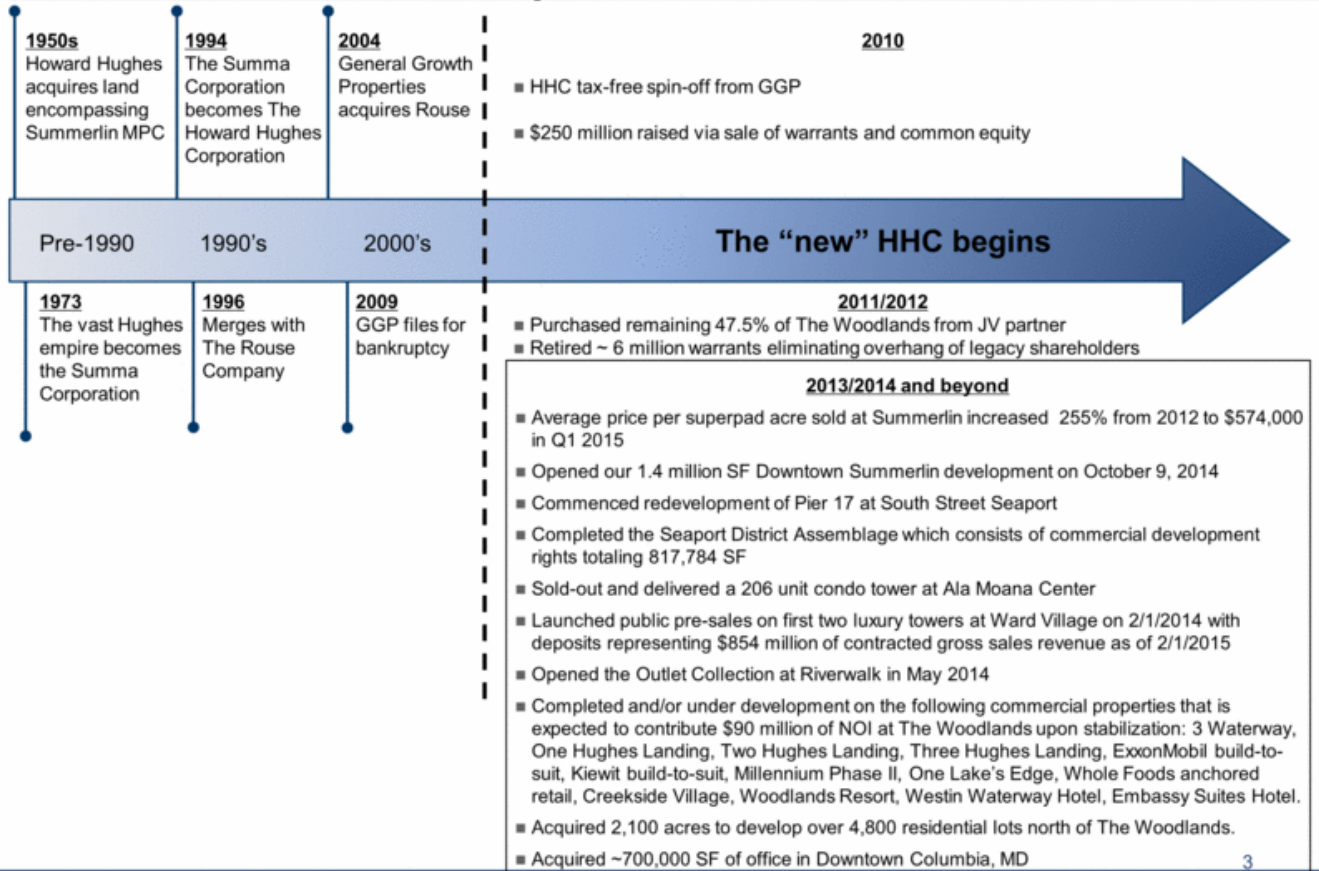 1950s
Howard Hughes
acquires land
encompassing
Summerlin MPC
1994
The Summa
Corporation
becomes The
Howard Hughes
Corporation
2004
General Growth
Properties
acquires Rouse
2010
■ HHC tax-free spin-off from GGP
■ $250 million raised via sale of warrants and common equity
Pre-1990
1990's
2000's
The “new” HHC begins
1973
The vast Hughes
empire becomes
the Summa
Corporation
1996
Merges with
The Rouse
Company
2009
GGP files for
bankruptcy
2011/2012
■ Purchased remaining 47.5% of The Woodlands from JV partner
■ Retired ~ 6 million warrants eliminating overhang of legacy shareholders
2013/2014 and beyond
■ Average price per superpad acre sold at Summerlin increased 255% from 2012 to $574,000
in Q1 2015
■ Opened our 1.4 million SF Downtown Summerlin development on October 9, 2014
■ Commenced redevelopment of Pier 17 at South Street Seaport
■ Completed the Seaport District Assemblage which consists of commercial development
rights totaling 817,784 SF
■ Sold-out and delivered a 206 unit condo tower at Ala Moana Center
■ Launched public pre-sales on first two luxury towers at Ward Village on 2/1/2014 with
deposits representing $854 million of contracted gross sales revenue as of 2/1/2015
■ Opened the Outlet Collection at Riverwalk in May 2014
■ Completed and/or under development on the following commercial properties that is
expected to contribute $90 million of NOI at The Woodlands upon stabilization: 3 Waterway,
One Hughes Landing, Two Hughes Landing, Three Hughes Landing, ExxonMobil build-to-
suit, Kiewit build-to-suit, Millennium Phase II, One Lake's Edge, Whole Foods anchored
retail, Creekside Village, Woodlands Resort, Westin Waterway Hotel, Embassy Suites Hotel.
■ Acquired 2,100 acres to develop over 4,800 residential lots north of The Woodlands.
■ Acquired ~700,000 SF of office in Downtown Columbia, MD
3